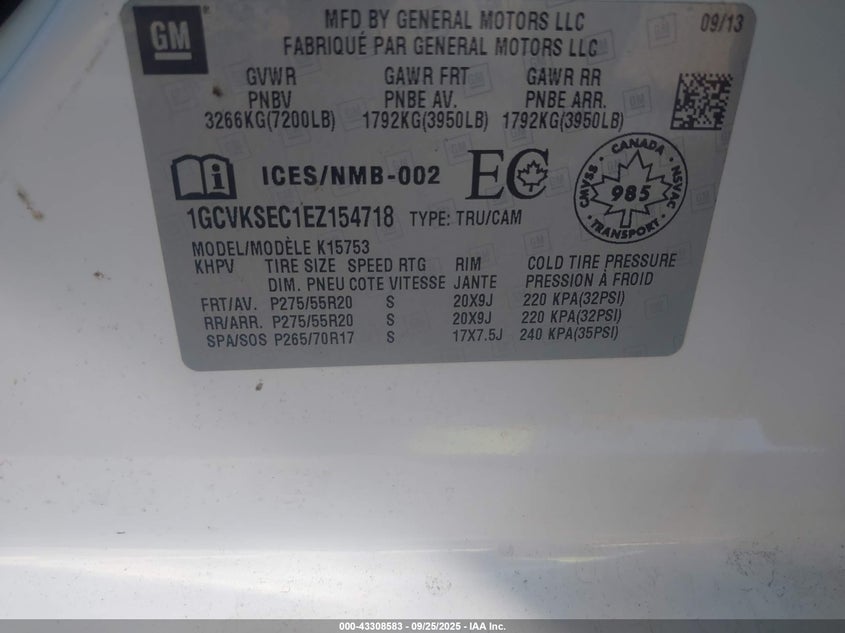 GM
MFD BY GENERAL MOTORS LLC 09/13
FABRIQUÉ PAR GENERAL MOTORS LLC
GVWR GAWR FRT GAWR RR
PNBV PNBE AV. PNBE ARR.
3266KG(7200LB) 1792KG(3950LB) 1792KG(3950LB)
ICES/NMB-002 EC
CANADA CMVSS 985 NSVAC TRANSPORT
1GCVKSEC1EZ154718 TYPE: TRU/CAM
MODEL/MODÈLE K15753
KHPV TIRE SIZE SPEED RTG RIM COLD TIRE PRESSURE
DIM. PNEU COTE VITESSE JANTE PRESSION À FROID
FRT/AV. P275/55R20 S 20X9J 220 KPA(32PSI)
RR/ARR. P275/55R20 S 20X9J 220 KPA(32PSI)
SPA/SOS P265/70R17 S 17X7.5J 240 KPA(35PSI)
000-43308583 - 09/25/2025 - IAA Inc.